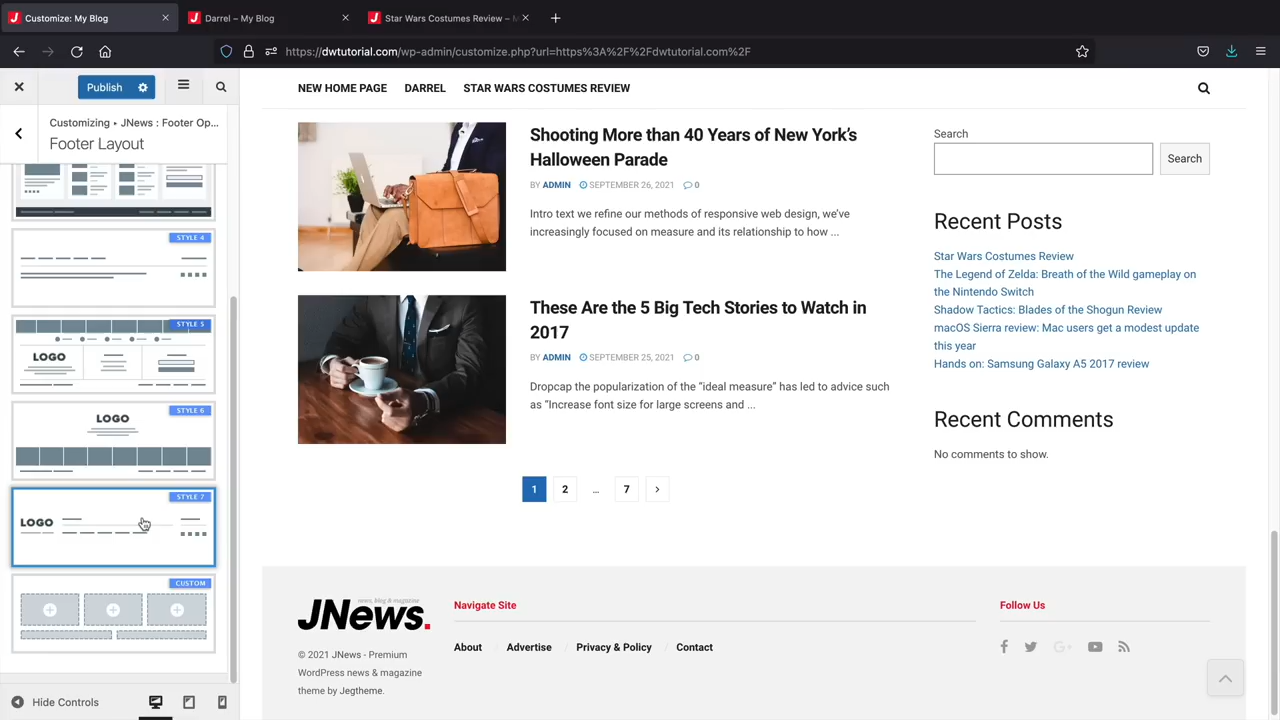 Customize: My Blog
Darrel – My Blog
Star Wars Costumes Review – M
https://dwtutorial.com/wp-admin/customize.php?url=https%3A%2F%2Fdwtutorial.com%2F
Publish
Customizing • JNews : Footer Op...
Footer Layout
STYLE 4
STYLE 5
LOGO
STYLE 6
LOGO
STYLE 7
LOGO
CUSTOM
Hide Controls
NEW HOME PAGE
DARREL
STAR WARS COSTUMES REVIEW
Shooting More than 40 Years of New York’s
Halloween Parade
BY ADMIN SEPTEMBER 26, 2021 0
Intro text we refine our methods of responsive web design, we’ve
increasingly focused on measure and its relationship to how ...
These Are the 5 Big Tech Stories to Watch in
2017
BY ADMIN SEPTEMBER 25, 2021 0
Dropcap the popularization of the “ideal measure” has led to advice such
as “Increase font size for large screens and ...
1 2 ... 7
Search
Search
Recent Posts
Star Wars Costumes Review
The Legend of Zelda: Breath of the Wild gameplay on
the Nintendo Switch
Shadow Tactics: Blades of the Shogun Review
macOS Sierra review: Mac users get a modest update
this year
Hands on: Samsung Galaxy A5 2017 review
Recent Comments
No comments to show.
news, blog & magazine
JNews.
© 2021 JNews - Premium
WordPress news & magazine
theme by Jegtheme.
Navigate Site
About / Advertise / Privacy & Policy / Contact
Follow Us